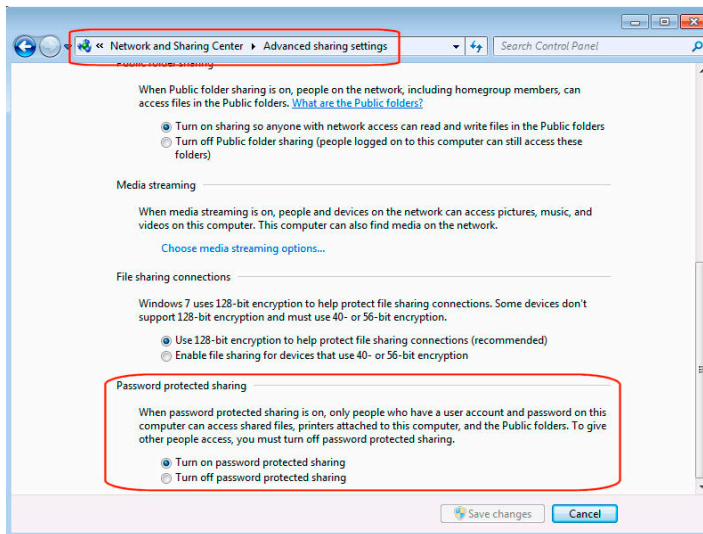 « Network and Sharing Center ▸ Advanced sharing settings
Search Control Panel
Public folder sharing
When Public folder sharing is on, people on the network, including homegroup members, can
access files in the Public folders. What are the Public folders?
Turn on sharing so anyone with network access can read and write files in the Public folders
Turn off Public folder sharing (people logged on to this computer can still access these
folders)
Media streaming
When media streaming is on, people and devices on the network can access pictures, music, and
videos on this computer. This computer can also find media on the network.
Choose media streaming options...
File sharing connections
Windows 7 uses 128-bit encryption to help protect file sharing connections. Some devices don't
support 128-bit encryption and must use 40- or 56-bit encryption.
Use 128-bit encryption to help protect file sharing connections (recommended)
Enable file sharing for devices that use 40- or 56-bit encryption
Password protected sharing
When password protected sharing is on, only people who have a user account and password on this
computer can access shared files, printers attached to this computer, and the Public folders. To give
other people access, you must turn off password protected sharing.
Turn on password protected sharing
Turn off password protected sharing
Save changes
Cancel